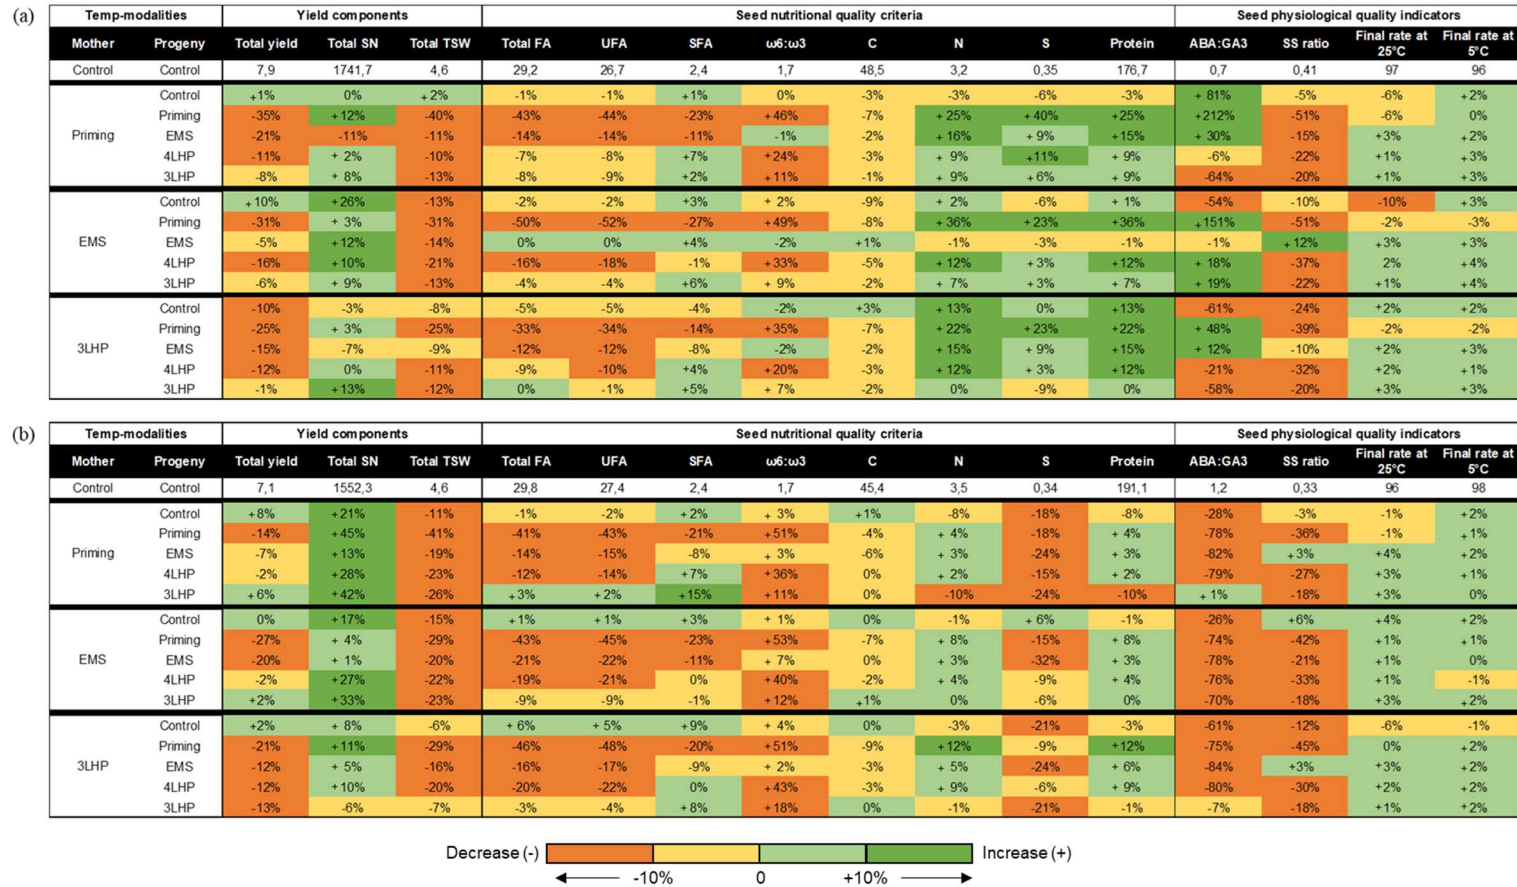 (a)
Temp-modalities Yield components Seed nutritional quality criteria Seed physiological quality indicators
Mother Progeny Total yield Total SN Total TSW Total FA UFA SFA ω6:ω3 C N S Protein ABA:GA3 SS ratio Final rate at 25°C Final rate at 5°C
Control Control 7,9 1741,7 4,6 29,2 26,7 2,4 1,7 48,5 3,2 0,35 176,7 0,7 0,41 97 96
Control +1% 0% +2% -1% -1% +1% 0% -3% -3% -6% -3% +81% -5% -6% +2%
Priming Priming -35% +12% -40% -43% -44% -23% +46% -7% +25% +40% +25% +212% -51% -6% 0%
EMS -21% -11% -11% -14% -14% -11% -1% -2% +16% +9% +15% +30% -15% +3% +2%
4LHP -11% +2% -10% -7% -8% +7% +24% -3% +9% +11% +9% -6% -22% +1% +3%
3LHP -8% +8% -13% -8% -9% +2% +11% -1% +9% +6% +9% -64% -20% +1% +3%
Control +10% +26% -13% -2% -2% +3% +2% -9% +2% -6% +1% -54% -10% -10% +3%
Priming -31% +3% -31% -50% -52% -27% +49% -8% +36% +23% +36% +151% -51% -2% -3%
EMS EMS -5% +12% -14% 0% 0% +4% -2% +1% -1% -3% -1% -1% +12% +3% +3%
4LHP -16% +10% -21% -16% -18% -1% +33% -5% +12% +3% +12% +18% -37% 2% +4%
3LHP -6% +9% -13% -4% -4% +6% +9% -2% +7% +3% +7% +19% -22% +1% +4%
Control -10% -3% -8% -5% -5% -4% -2% +3% +13% 0% +13% -61% -24% +2% +2%
Priming -25% +3% -25% -33% -34% -14% +35% -7% +22% +23% +22% +48% -39% -2% -2%
3LHP EMS -15% -7% -9% -12% -12% -8% -2% -2% +15% +9% +15% +12% -10% +2% +3%
4LHP -12% 0% -11% -9% -10% +4% +20% -3% +12% +3% +12% -21% -32% +2% +1%
3LHP -1% +13% -12% 0% -1% +5% +7% -2% 0% -9% 0% -58% -20% +3% +3%
(b)
Temp-modalities Yield components Seed nutritional quality criteria Seed physiological quality indicators
Mother Progeny Total yield Total SN Total TSW Total FA UFA SFA ω6:ω3 C N S Protein ABA:GA3 SS ratio Final rate at 25°C Final rate at 5°C
Control Control 7,1 1552,3 4,6 29,8 27,4 2,4 1,7 45,4 3,5 0,34 191,1 1,2 0,33 96 98
Control +8% +21% -11% -1% -2% +2% +3% +1% -8% -18% -8% -28% -3% -1% +2%
Priming Priming -14% +45% -41% -41% -43% -21% +51% -4% +4% -18% +4% -78% -36% -1% +1%
EMS -7% +13% -19% -14% -15% -8% +3% -6% +3% -24% +3% -82% +3% +4% +2%
4LHP -2% +28% -23% -12% -14% +7% +36% 0% +2% -15% +2% -79% -27% +3% +1%
3LHP +6% +42% -26% +3% +2% +15% +11% 0% -10% -24% -10% +1% -18% +3% 0%
Control 0% +17% -15% +1% +1% +3% +1% 0% -1% +6% -1% -26% +6% +4% +2%
Priming -27% +4% -29% -43% -45% -23% +53% -7% +8% -15% +8% -74% -42% +1% +1%
EMS EMS -20% +1% -20% -21% -22% -11% +7% 0% +3% -32% +3% -78% -21% +1% 0%
4LHP -2% +27% -22% -19% -21% 0% +40% -2% +4% -9% +4% -76% -33% +1% -1%
3LHP +2% +33% -23% -9% -9% -1% +12% +1% 0% -6% 0% -70% -18% +3% +2%
Control +2% +8% -6% +6% +5% +9% +4% 0% -3% -21% -3% -61% -12% -6% -1%
Priming -21% +11% -29% -46% -48% -20% +51% -9% +12% -9% +12% -75% -45% 0% +2%
3LHP EMS -12% +5% -16% -16% -17% -9% +2% -3% +5% -24% +6% -84% +3% +3% +2%
4LHP -12% +10% -20% -20% -22% 0% +43% -3% +9% -6% +9% -80% -30% +2% +2%
3LHP -13% -6% -7% -3% -4% +8% +18% 0% -1% -21% -1% -7% -18% +1% +2%
Decrease (-) Increase (+)
-10% 0 +10%